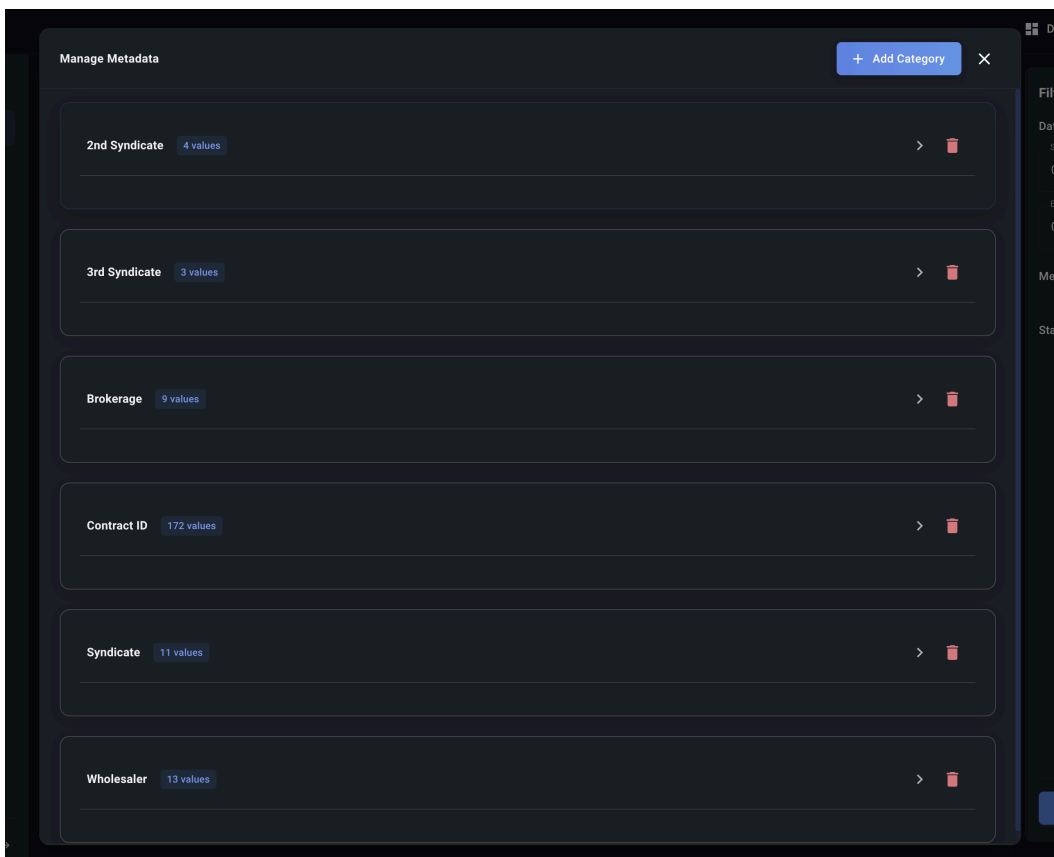 Manage Metadata
+ Add Category
2nd Syndicate 4 values
3rd Syndicate 3 values
Brokerage 9 values
Contract ID 172 values
Syndicate 11 values
Wholesaler 13 values